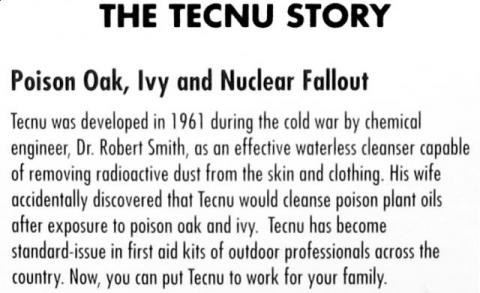 THE TECNU STORY
Poison Oak, Ivy and Nuclear Fallout
Tecnu was developed in 1961 during the cold war by chemical
engineer, Dr. Robert Smith, as an effective waterless cleanser capable
of removing radioactive dust from the skin and clothing. His wife
accidentally discovered that Tecnu would cleanse poison plant oils
after exposure to poison oak and ivy. Tecnu has become
standard-issue in first aid kits of outdoor professionals across the
country. Now, you can put Tecnu to work for your family.